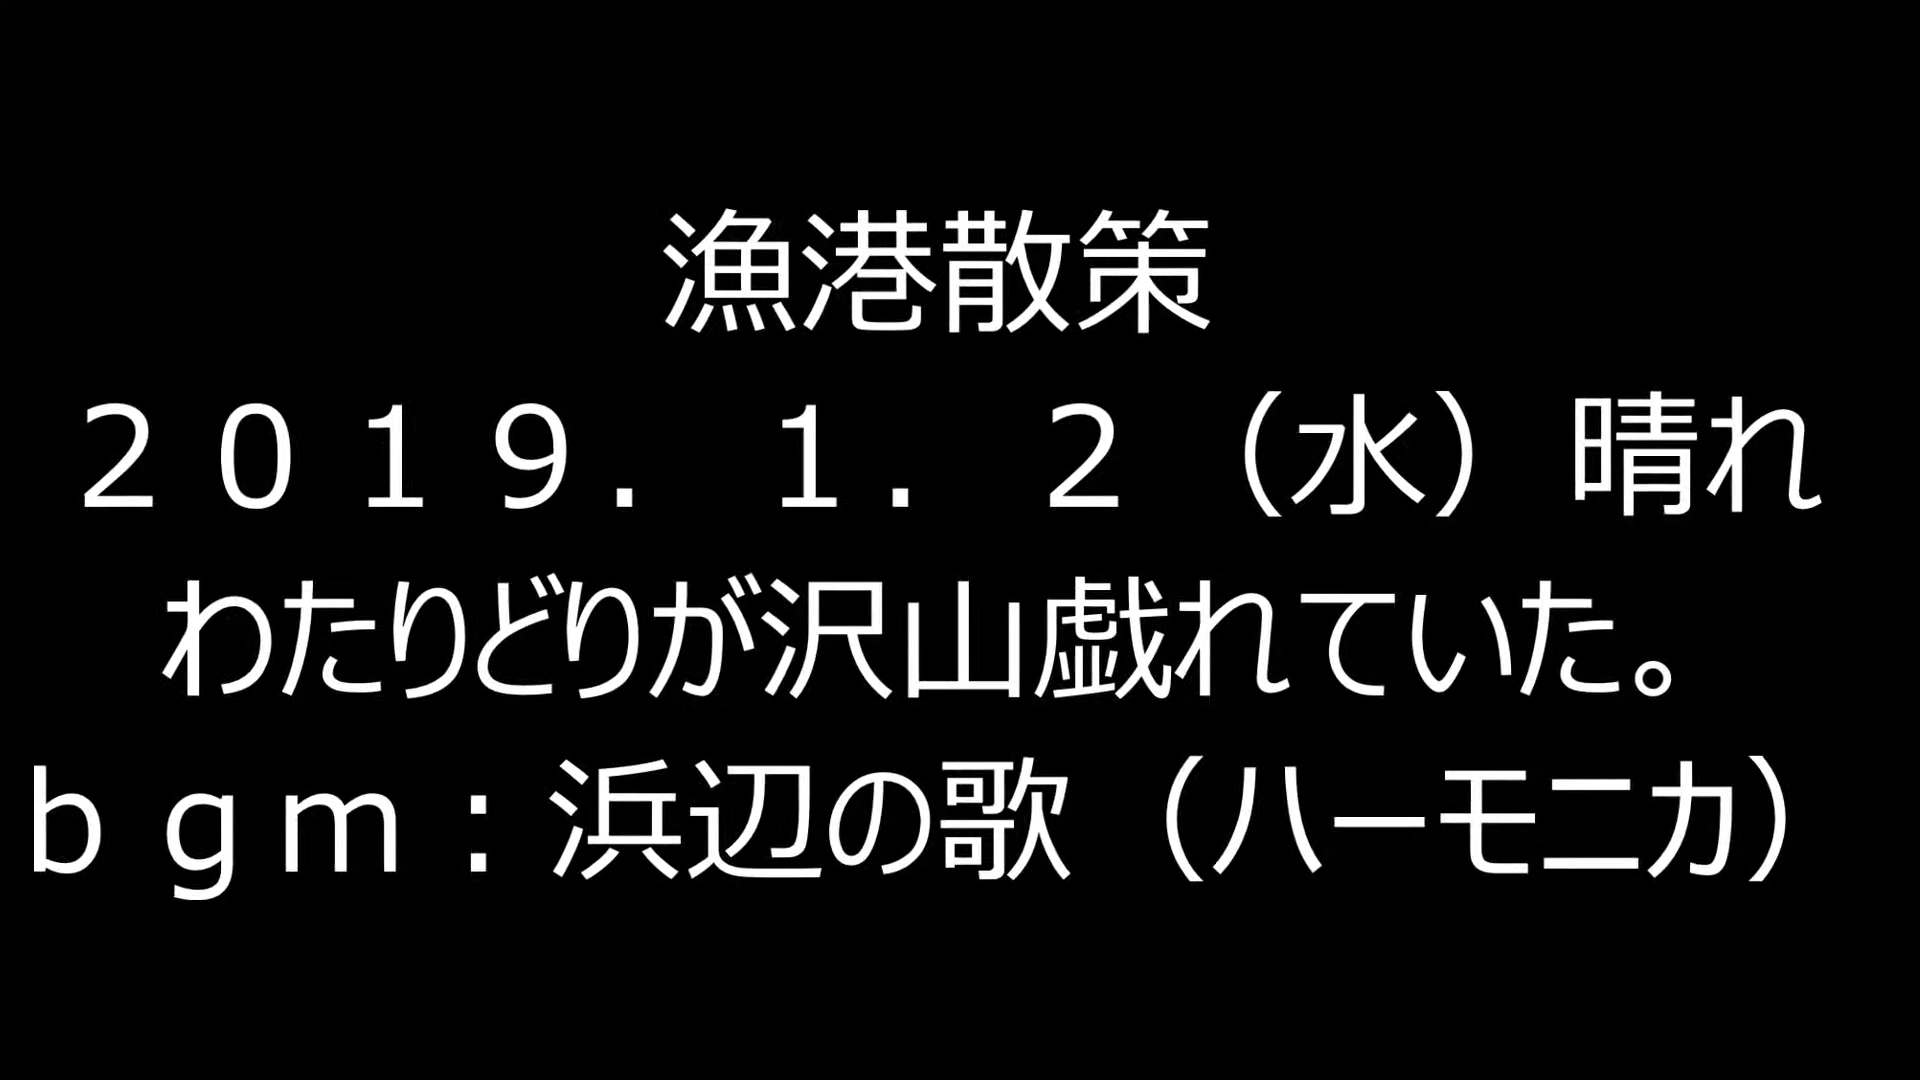 漁港散策
２０１９．１．２（水）晴れ
わたりどりが沢山戯れていた。
ｂｇｍ：浜辺の歌（ハーモニカ）